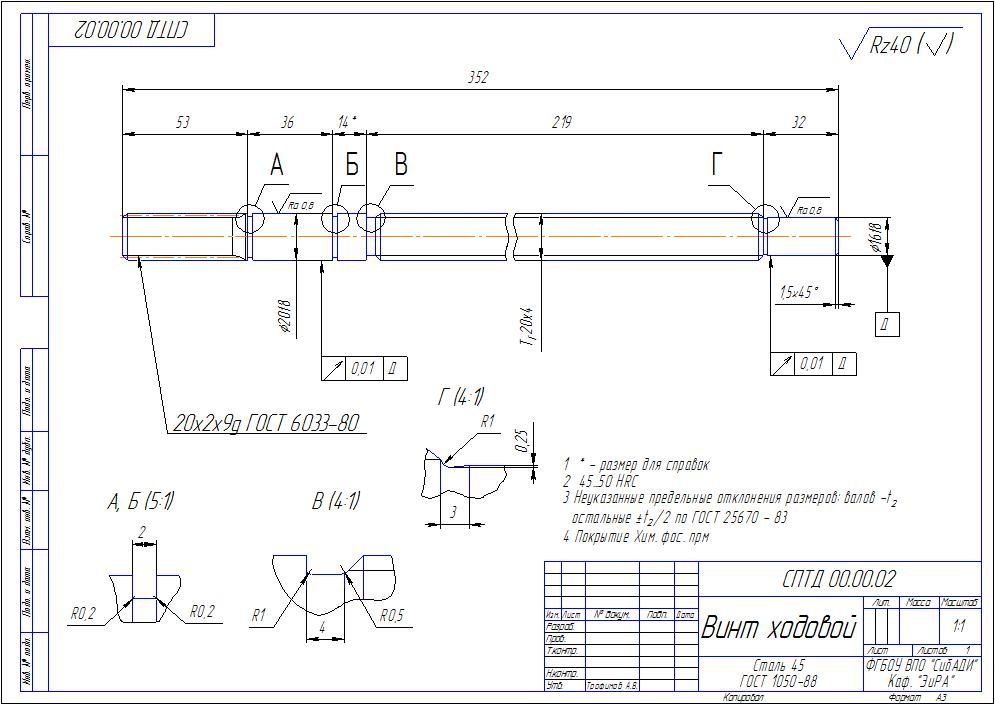 СПТД 00.00.02
Rz40 (√)
Перв. примен.
Справ. №
Подп. и дата
Инв. № дубл.
Взам. инв. №
Подп. и дата
Инв. № подл.
352
53
36
14*
219
32
А
Б
В
Г
Ra 0,8
Ra 0,8
⌀20f8
Tr20x4
⌀16f8
1,5x45°
Д
0,01 Д
0,01 Д
20x2x9g ГОСТ 6033-80
Г (4:1)
R1
0,25
3
А, Б (5:1)
2
R0,2
R0,2
В (4:1)
R1
4
R0,5
1 * - размер для справок
2 45..50 HRC
3 Неуказанные предельные отклонения размеров: валов -t2
остальные ±t2/2 по ГОСТ 25670 - 83
4 Покрытие Хим. фос. прм
СПТД 00.00.02
Винт ходовой
Лит. Масса Масштаб
1:1
Лист Листов 1
Изм. Лист № докум. Подп. Дата
Разраб.
Пров.
Т.контр.
Н.контр.
Утв. Трофимов А.В.
Сталь 45
ГОСТ 1050-88
ФГБОУ ВПО "СибАДИ"
Каф. "ЭиРА"
Копировал Формат А3